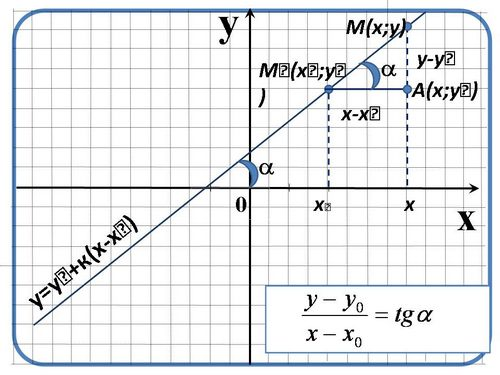 y
M(x;y)
y-y
M (x ;y
)
α
A(x;y )
x-x
α
0
x
x
x
y=y +к(x-x )
y − y₀
x − x₀
= tgα